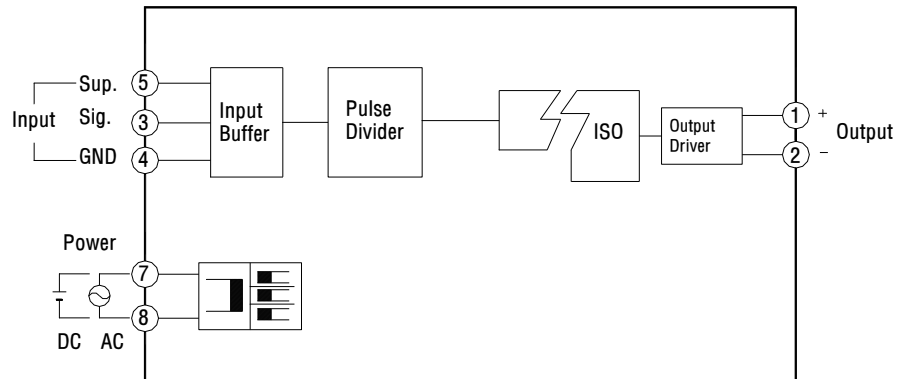 Sup.
5
Input
Sig.
3
GND
4
Input
Buffer
Pulse
Divider
ISO
Output
Driver
1
+
Output
2
−
Power
7
8
DC
AC